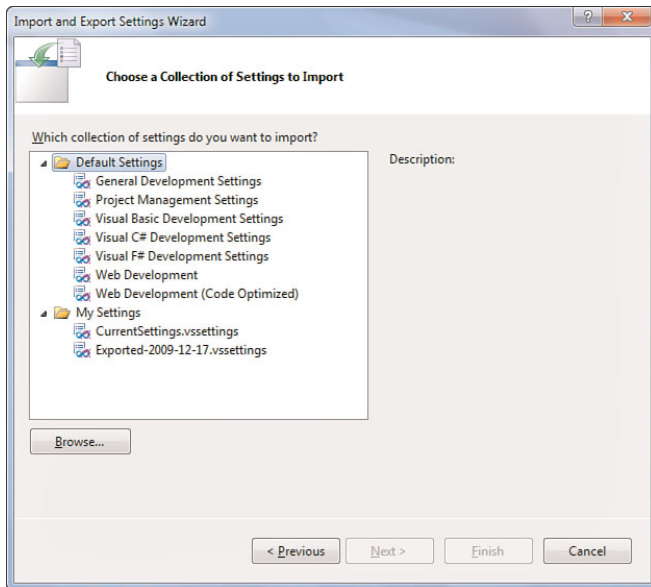 Import and Export Settings Wizard
Choose a Collection of Settings to Import
Which collection of settings do you want to import?
Default Settings
General Development Settings
Project Management Settings
Visual Basic Development Settings
Visual C# Development Settings
Visual F# Development Settings
Web Development
Web Development (Code Optimized)
My Settings
CurrentSettings.vssettings
Exported-2009-12-17.vssettings
Description:
Browse...
< Previous
Next >
Finish
Cancel